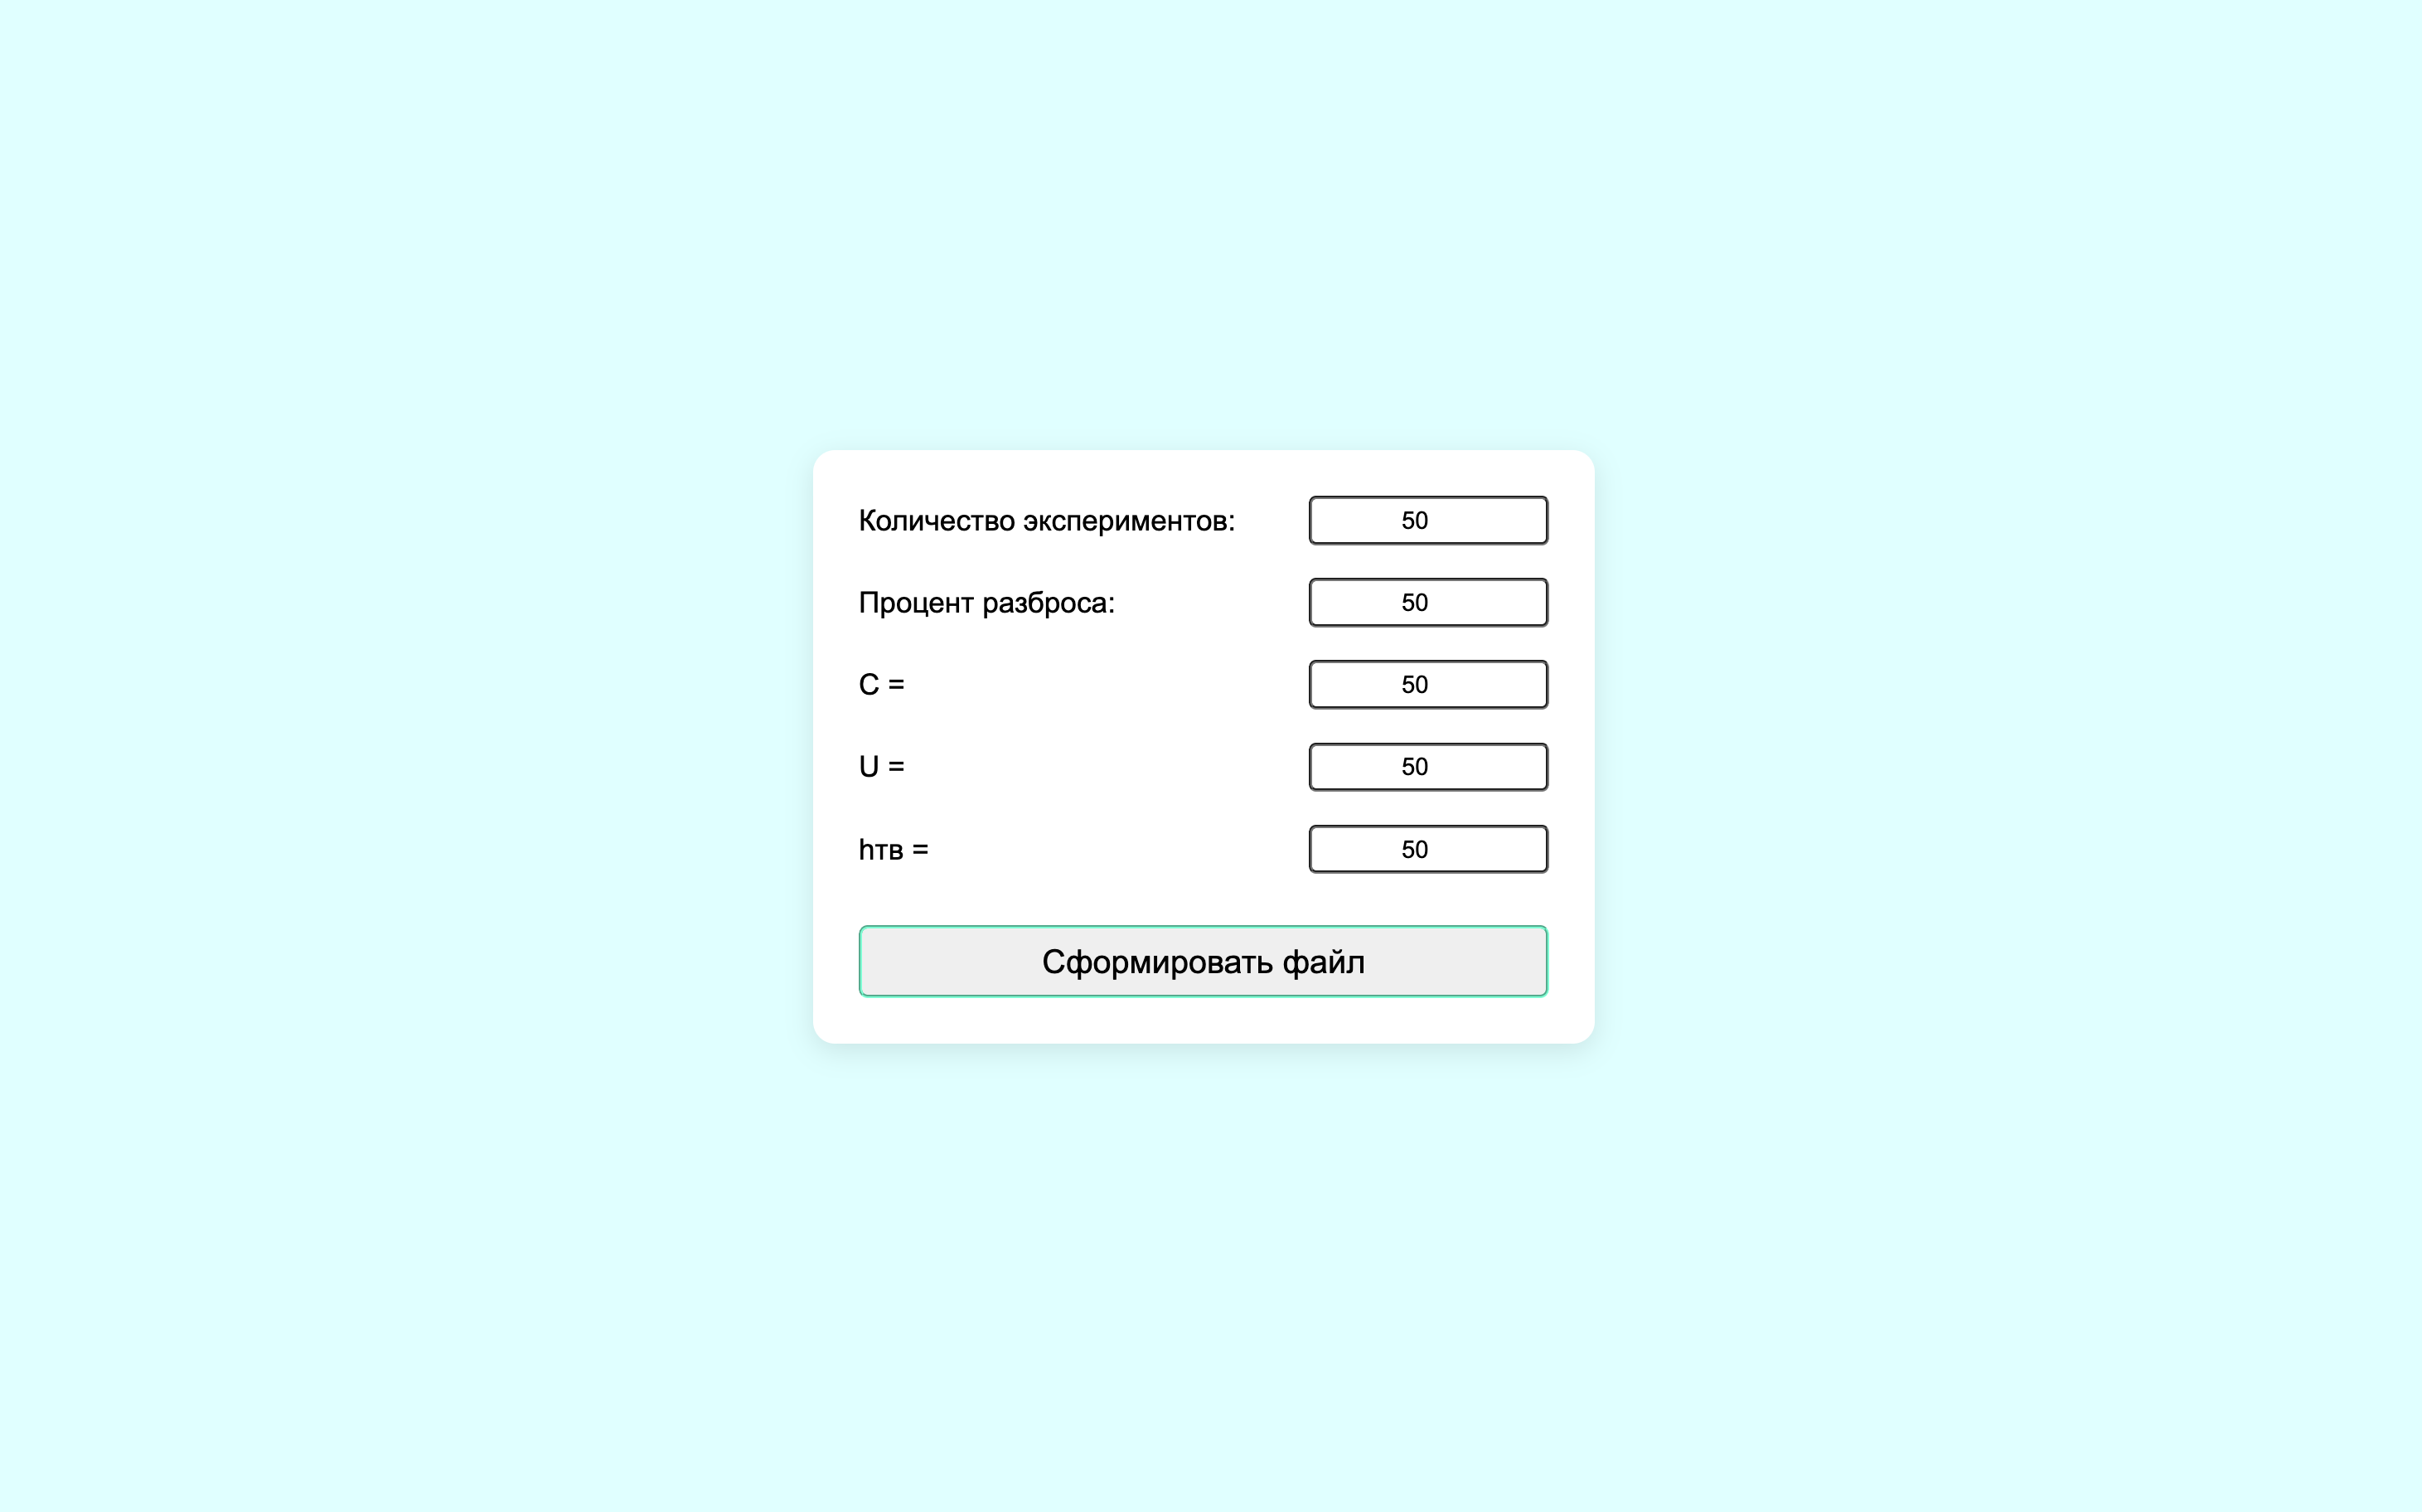 Количество экспериментов: 50
Процент разброса: 50
C = 50
U = 50
hтв = 50
Сформировать файл